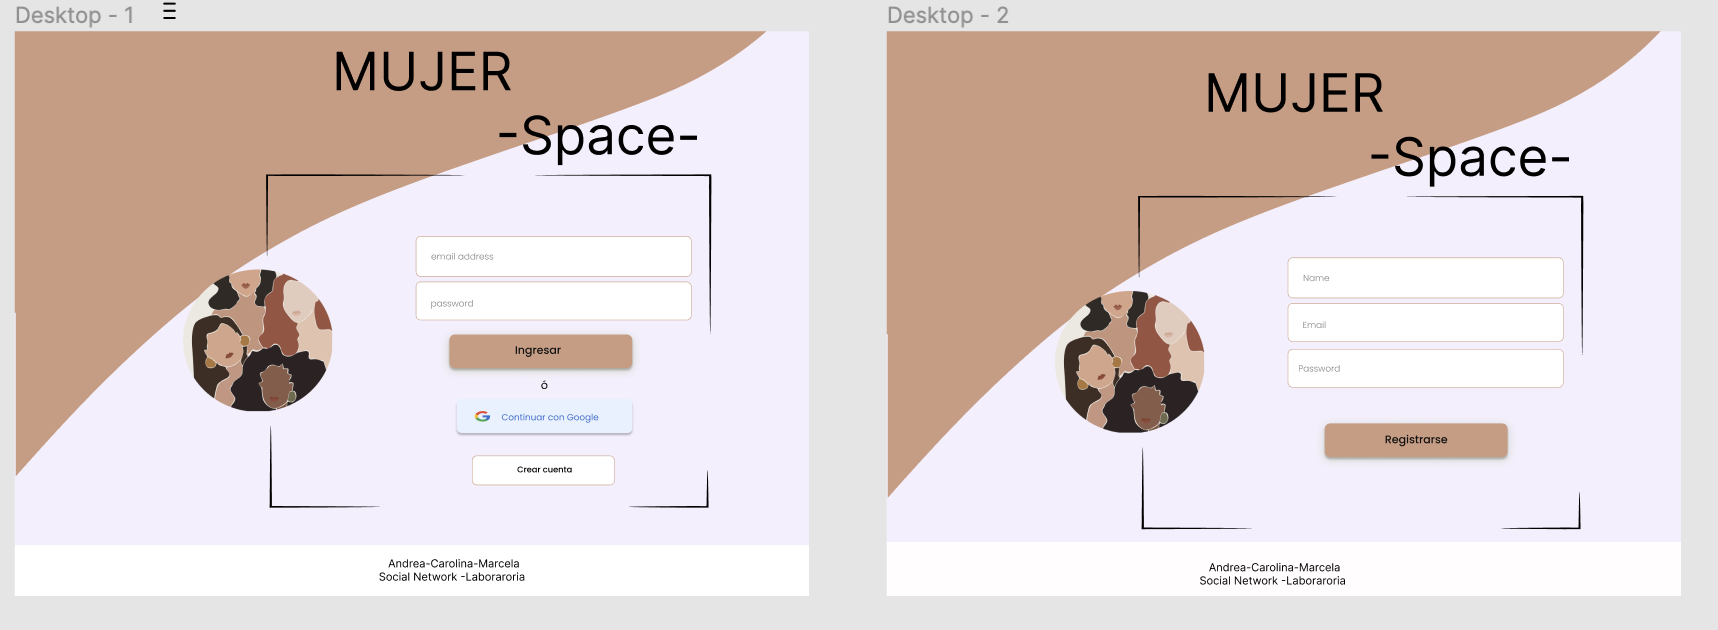 Desktop - 1
MUJER
-Space-
email address
password
Ingresar
ó
Continuar con Google
Crear cuenta
Andrea-Carolina-Marcela
Social Network -Laboraroria
Desktop - 2
MUJER
-Space-
Name
Email
Password
Registrarse
Andrea-Carolina-Marcela
Social Network -Laboraroria